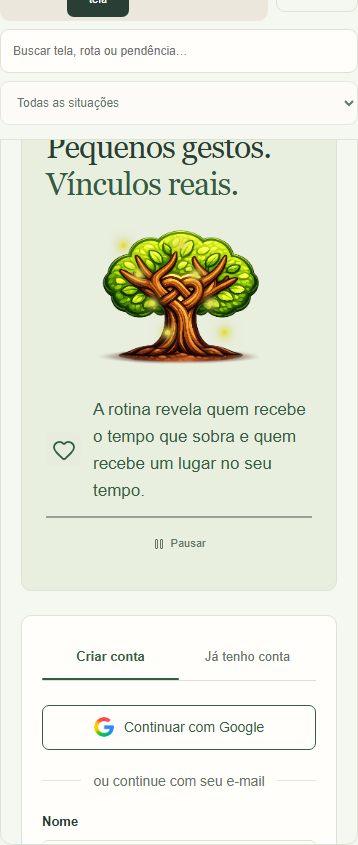 tela
Buscar tela, rota ou pendência...
Todas as situações
Pequenos gestos.
Vínculos reais.
A rotina revela quem recebe
o tempo que sobra e quem
recebe um lugar no seu
tempo.
Pausar
Criar conta
Já tenho conta
Continuar com Google
ou continue com seu e-mail
Nome